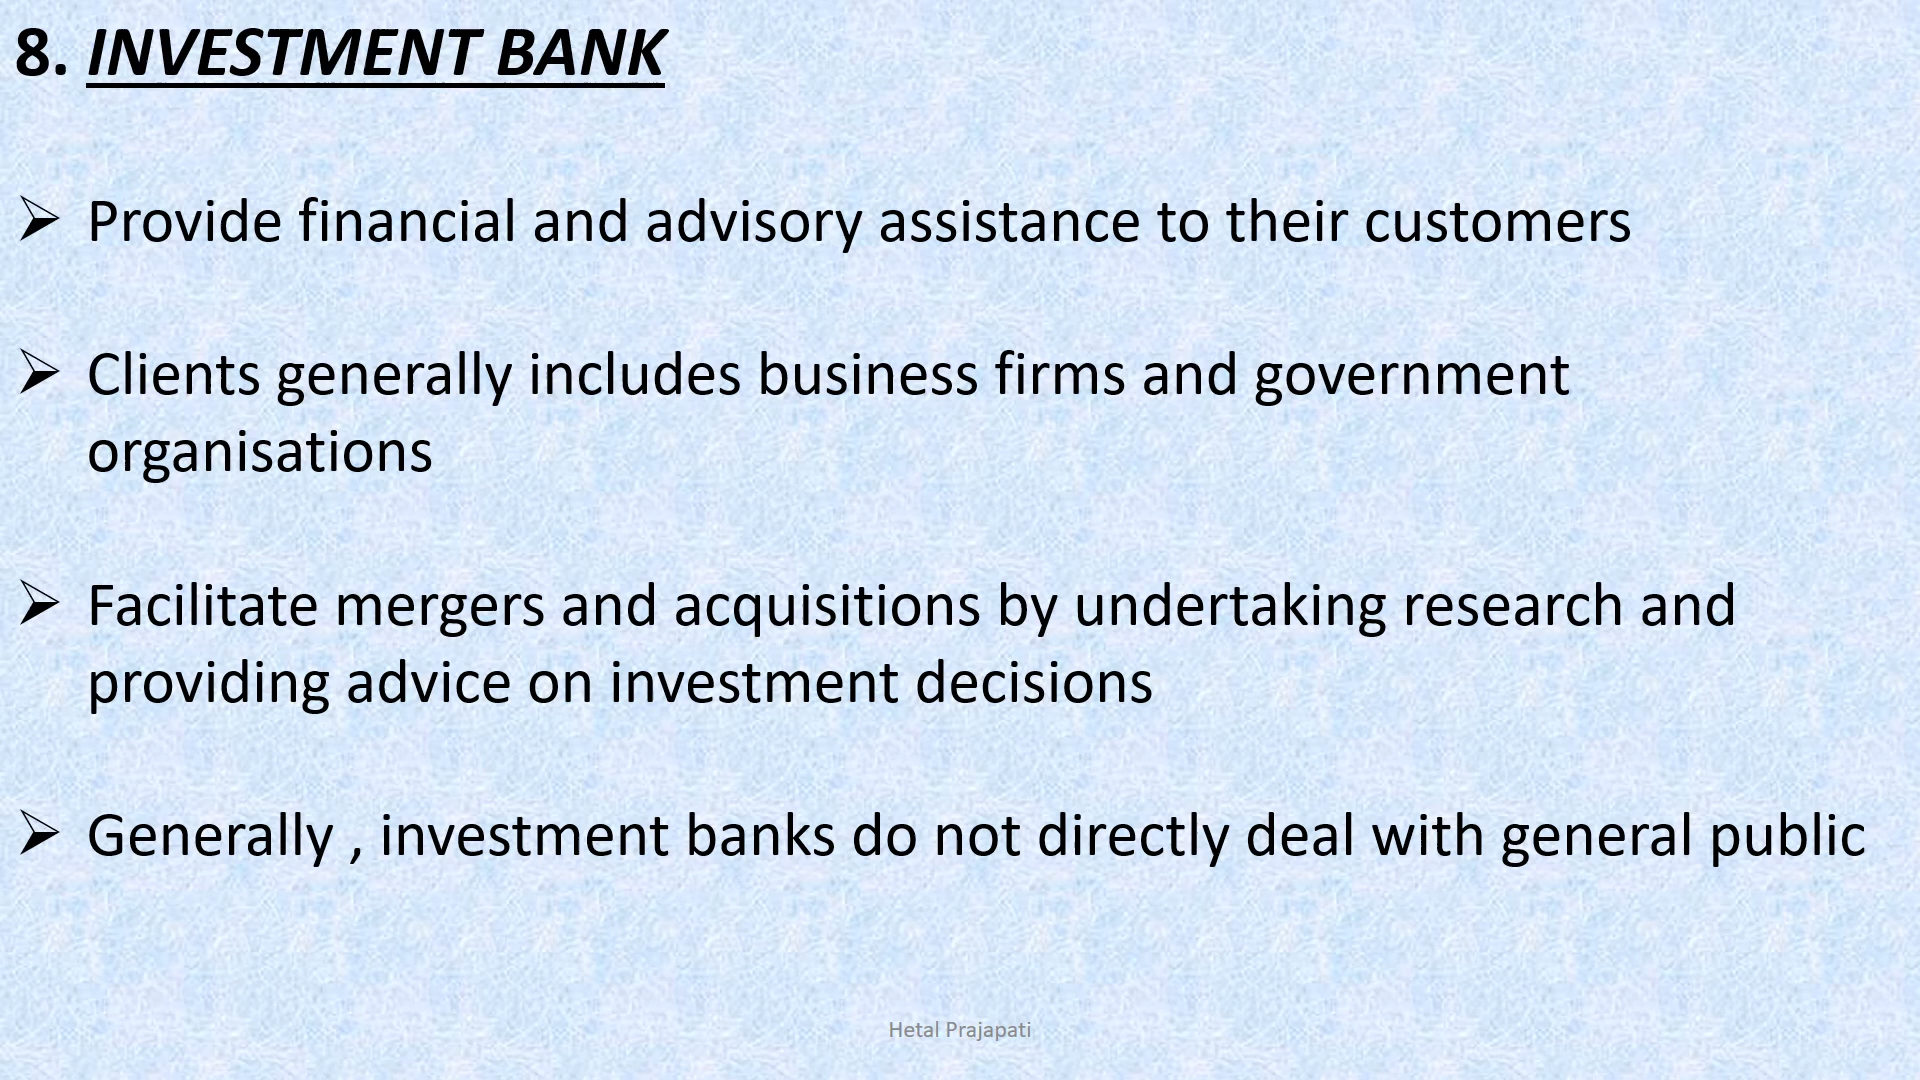 8. INVESTMENT BANK
➢ Provide financial and advisory assistance to their customers
➢ Clients generally includes business firms and government
organisations
➢ Facilitate mergers and acquisitions by undertaking research and
providing advice on investment decisions
➢ Generally , investment banks do not directly deal with general public
Hetal Prajapati